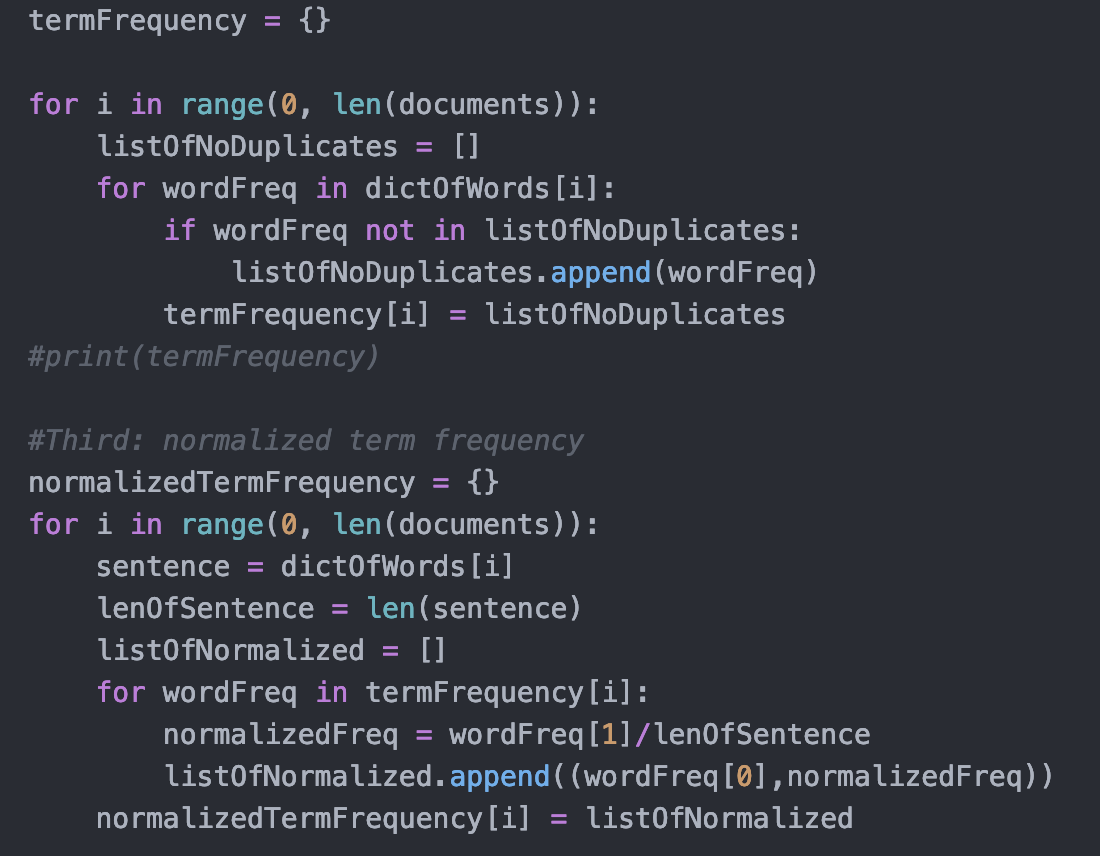 termFrequency = {}
for i in range(0, len(documents)):
    listOfNoDuplicates = []
    for wordFreq in dictOfWords[i]:
        if wordFreq not in listOfNoDuplicates:
            listOfNoDuplicates.append(wordFreq)
        termFrequency[i] = listOfNoDuplicates
#print(termFrequency)
#Third: normalized term frequency
normalizedTermFrequency = {}
for i in range(0, len(documents)):
    sentence = dictOfWords[i]
    lenOfSentence = len(sentence)
    listOfNormalized = []
    for wordFreq in termFrequency[i]:
        normalizedFreq = wordFreq[1]/lenOfSentence
        listOfNormalized.append((wordFreq[0],normalizedFreq))
    normalizedTermFrequency[i] = listOfNormalized